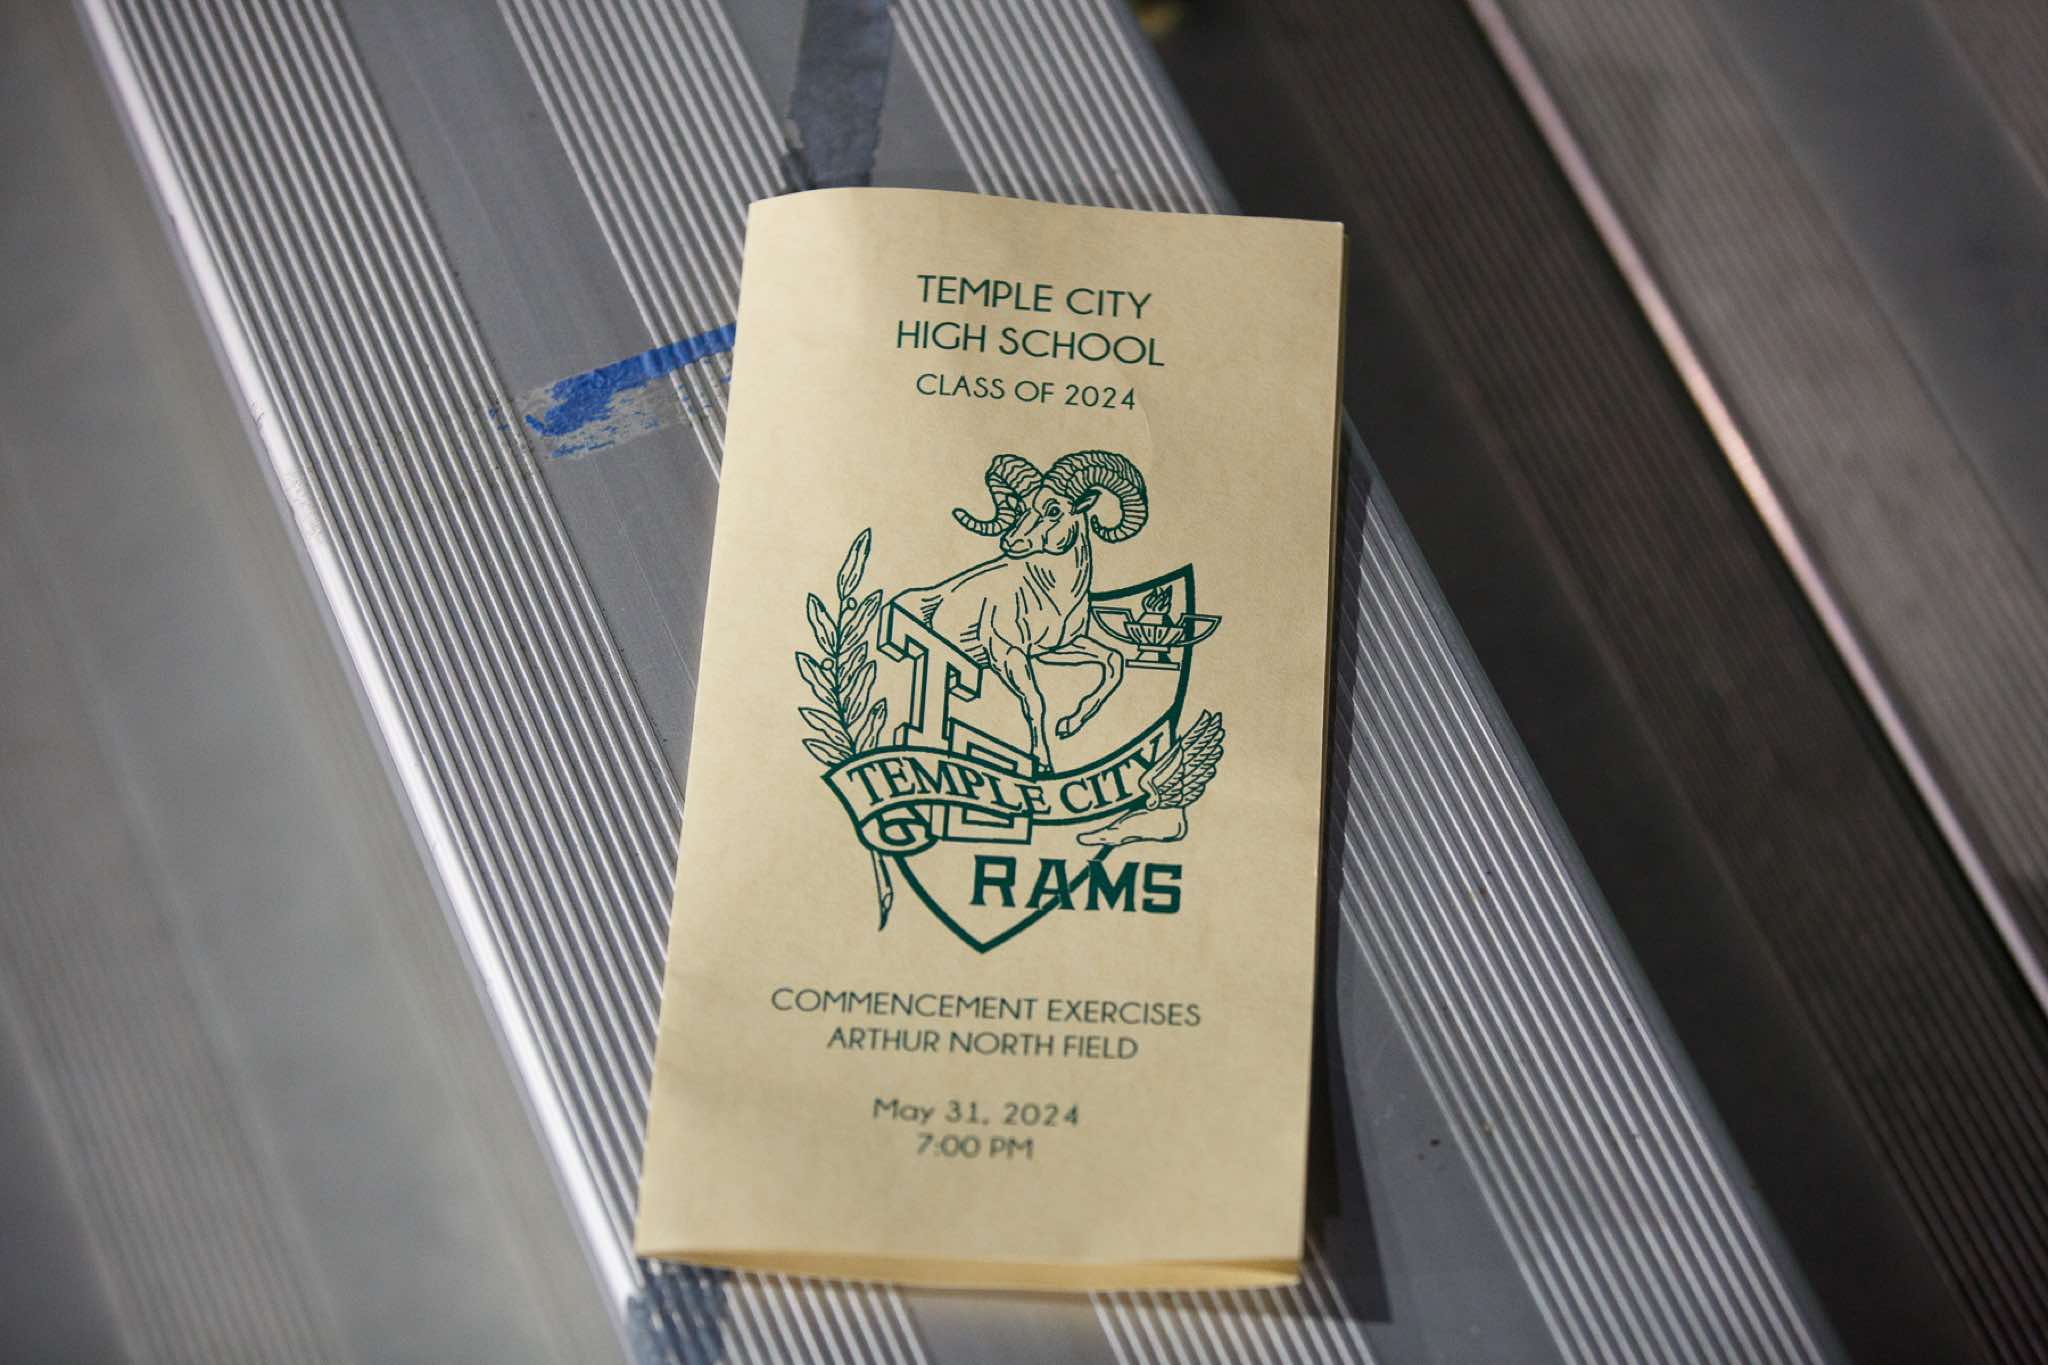 TEMPLE CITY
HIGH SCHOOL
CLASS OF 2024
TC
TEMPLE CITY
RAMS
COMMENCEMENT EXERCISES
ARTHUR NORTH FIELD
May 31, 2024
7:00 PM